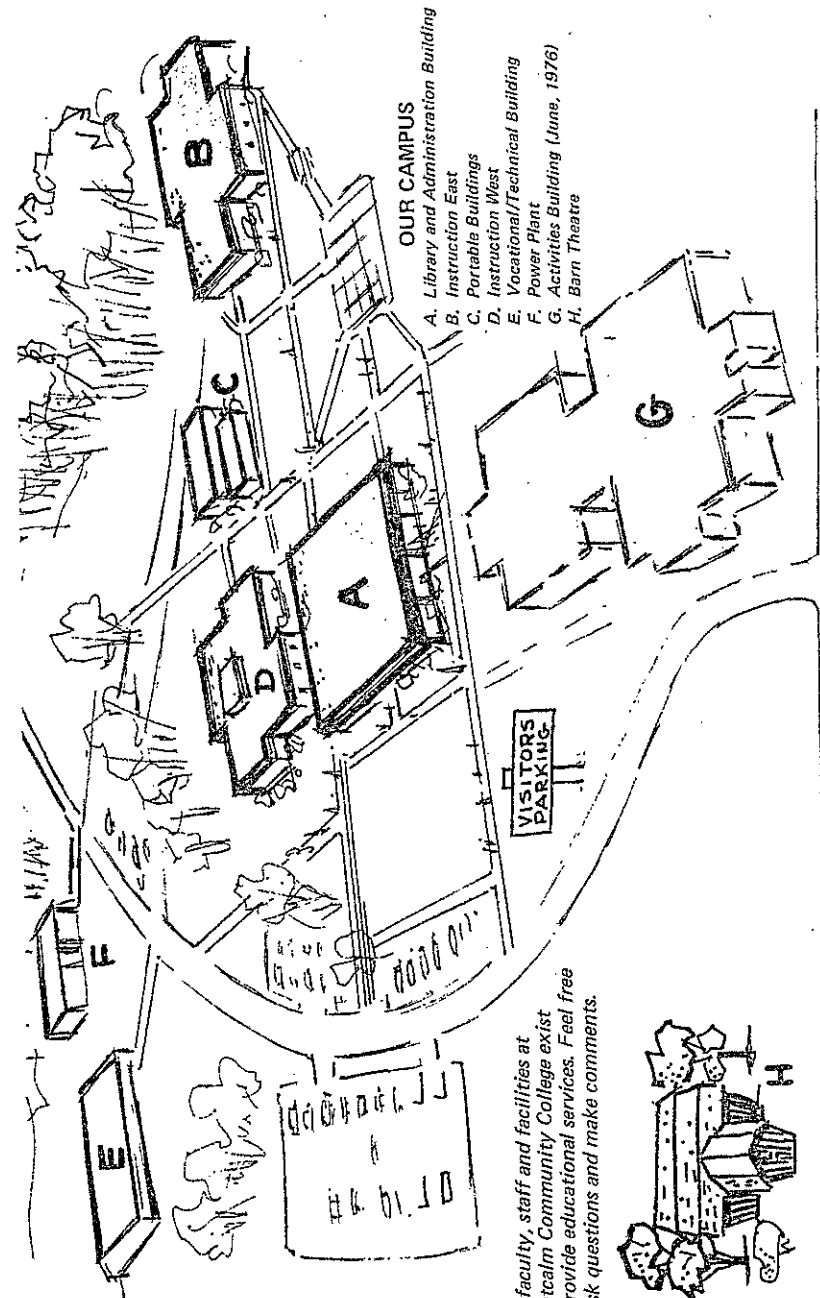 OUR CAMPUS
A. Library and Administration Building
B. Instruction East
C. Portable Buildings
D. Instruction West
E. Vocational/Technical Building
F. Power Plant
G. Activities Building (June, 1976)
H. Barn Theatre
B
C
D
A
G
F
E
VISITORS
PARKING
faculty, staff and facilities at
tcalm Community College exist
rovide educational services. Feel free
sk questions and make comments.
H